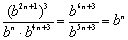 (b^{2n+1})^3 / (b^n · b^{4n+3}) = b^{6n+3} / b^{5n+3} = b^n